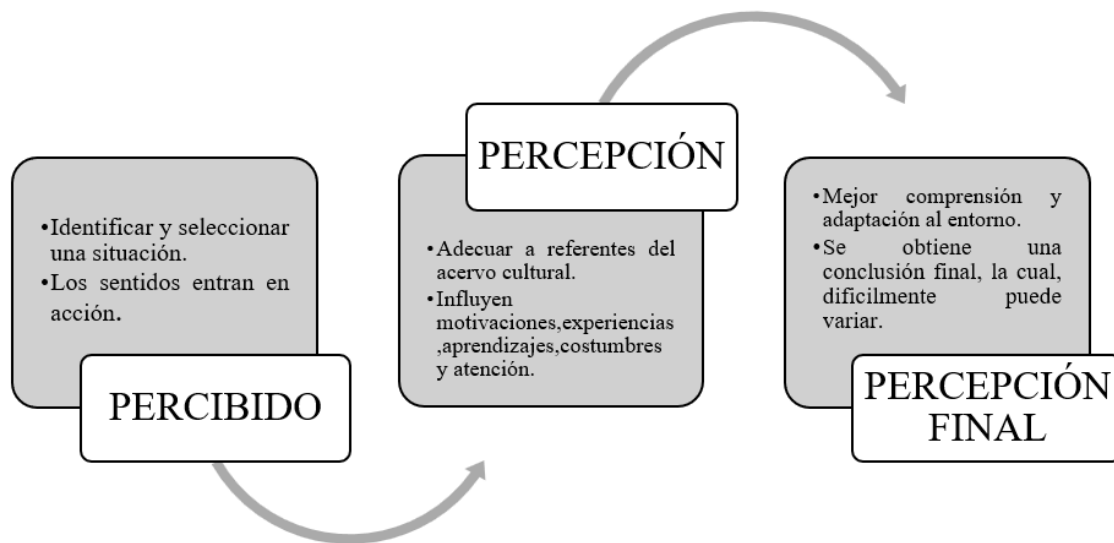 •Identificar y seleccionar
una situación.
•Los sentidos entran en
acción.
PERCIBIDO
PERCEPCIÓN
•Adecuar a referentes del
acervo cultural.
•Influyen
motivaciones,experiencias
,aprendizajes,costumbres
y atención.
•Mejor comprensión y
adaptación al entorno.
•Se obtiene una
conclusión final, la cual,
dificilmente puede
variar.
PERCEPCIÓN
FINAL